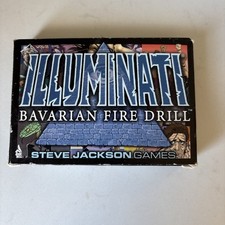 ILLUMINATI
BAVARIAN FIRE DRILL
STEVE JACKSON GAMES